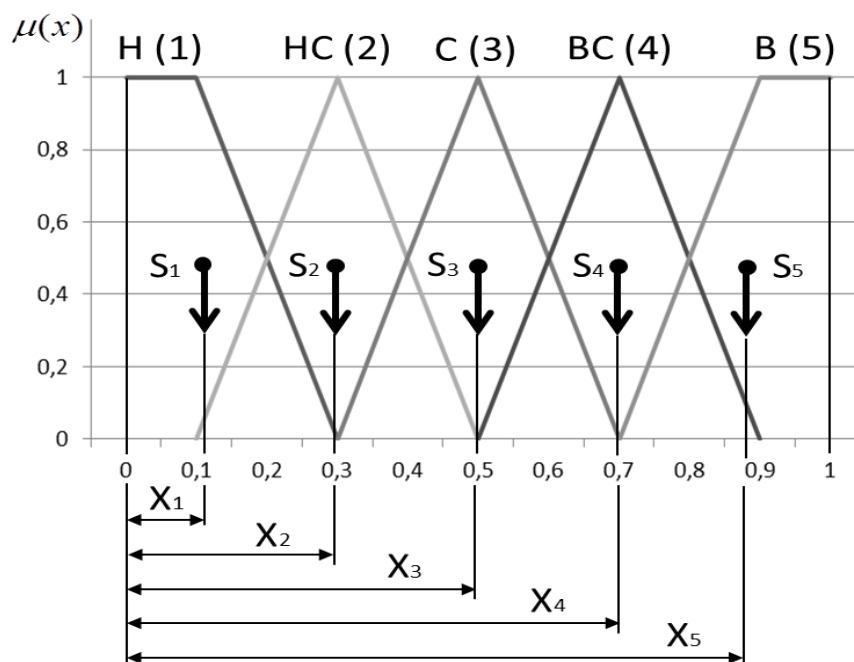 μ(x) H (1) HC (2) C (3) BC (4) B (5)
1
0,8
0,6
S1 S2 S3 S4 S5
0,4
0,2
0
0 0,1 0,2 0,3 0,4 0,5 0,6 0,7 0,8 0,9 1
X1
X2
X3
X4
X5